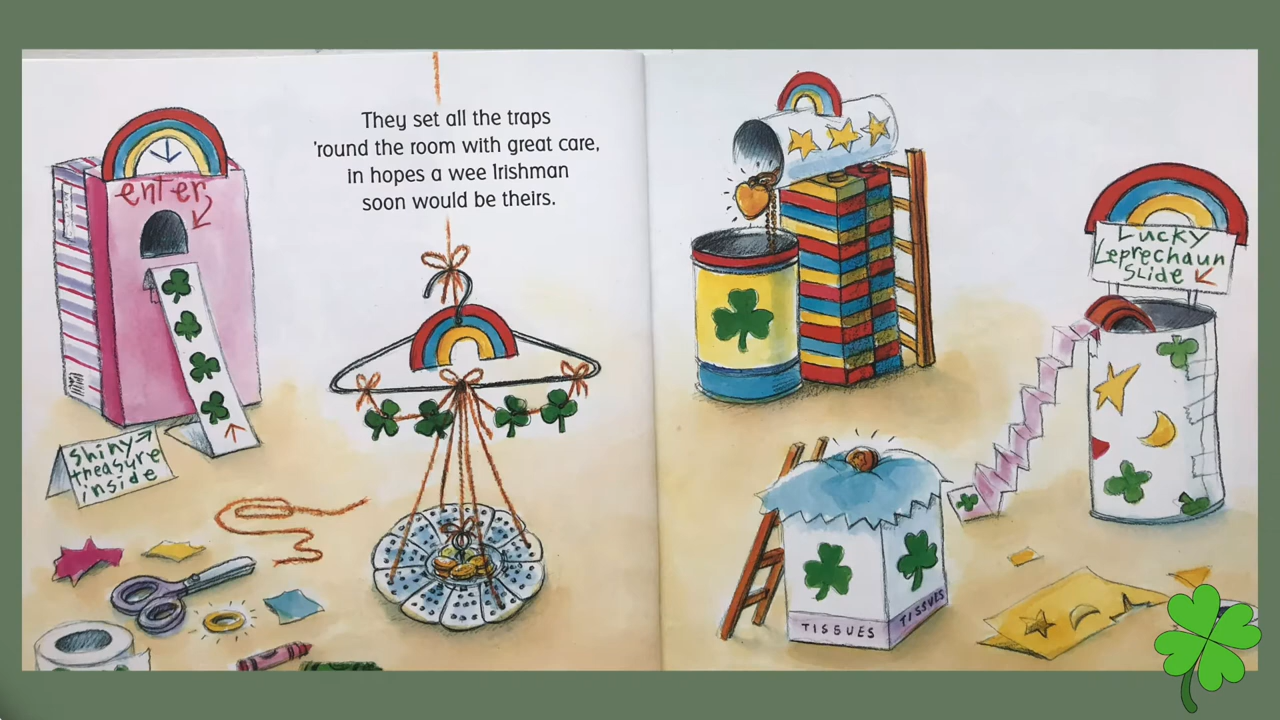 They set all the traps
'round the room with great care,
in hopes a wee Irishman
soon would be theirs.
enter
Shiny
treasure
inside
Lucky
Leprechaun
Slide
TISSUES
TISSUES